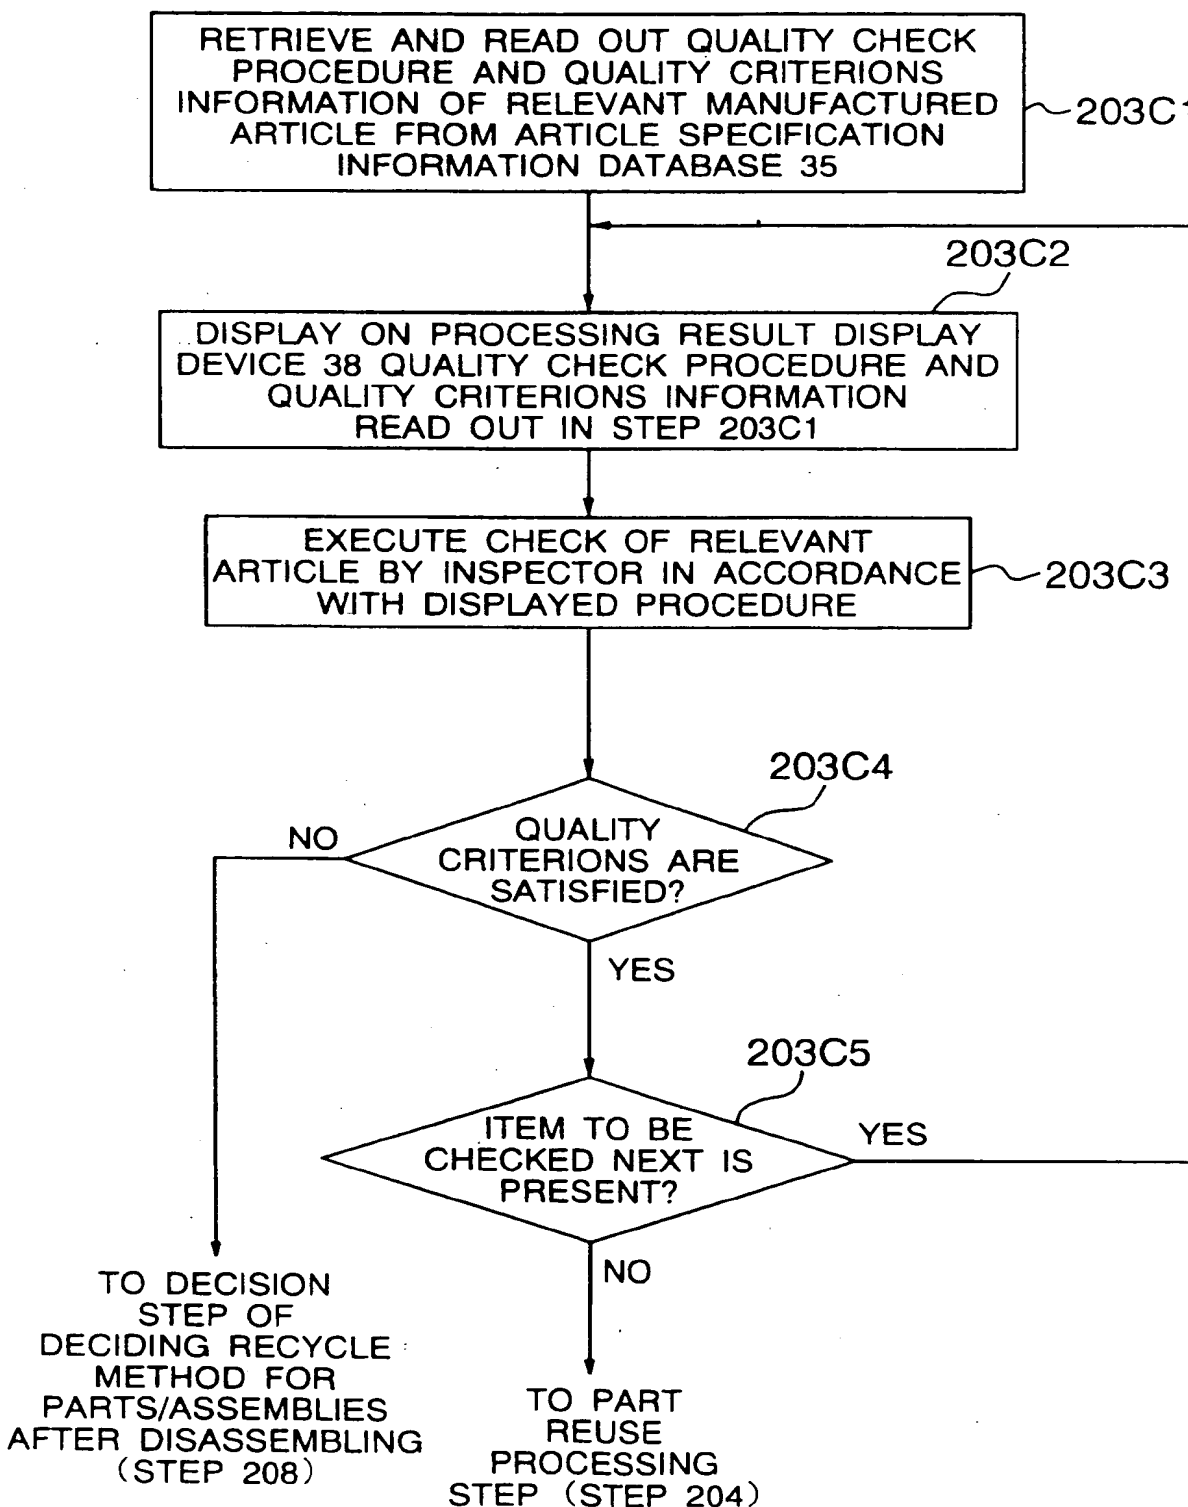 RETRIEVE AND READ OUT QUALITY CHECK
PROCEDURE AND QUALITY CRITERIONS
INFORMATION OF RELEVANT MANUFACTURED
ARTICLE FROM ARTICLE SPECIFICATION
INFORMATION DATABASE 35
203C1
203C2
DISPLAY ON PROCESSING RESULT DISPLAY
DEVICE 38 QUALITY CHECK PROCEDURE AND
QUALITY CRITERIONS INFORMATION
READ OUT IN STEP 203C1
EXECUTE CHECK OF RELEVANT
ARTICLE BY INSPECTOR IN ACCORDANCE
WITH DISPLAYED PROCEDURE
203C3
203C4
NO
QUALITY
CRITERIONS ARE
SATISFIED?
YES
203C5
ITEM TO BE
CHECKED NEXT IS
PRESENT?
YES
NO
TO DECISION
STEP OF
DECIDING RECYCLE
METHOD FOR
PARTS/ASSEMBLIES
AFTER DISASSEMBLING
(STEP 208)
TO PART
REUSE
PROCESSING
STEP (STEP 204)